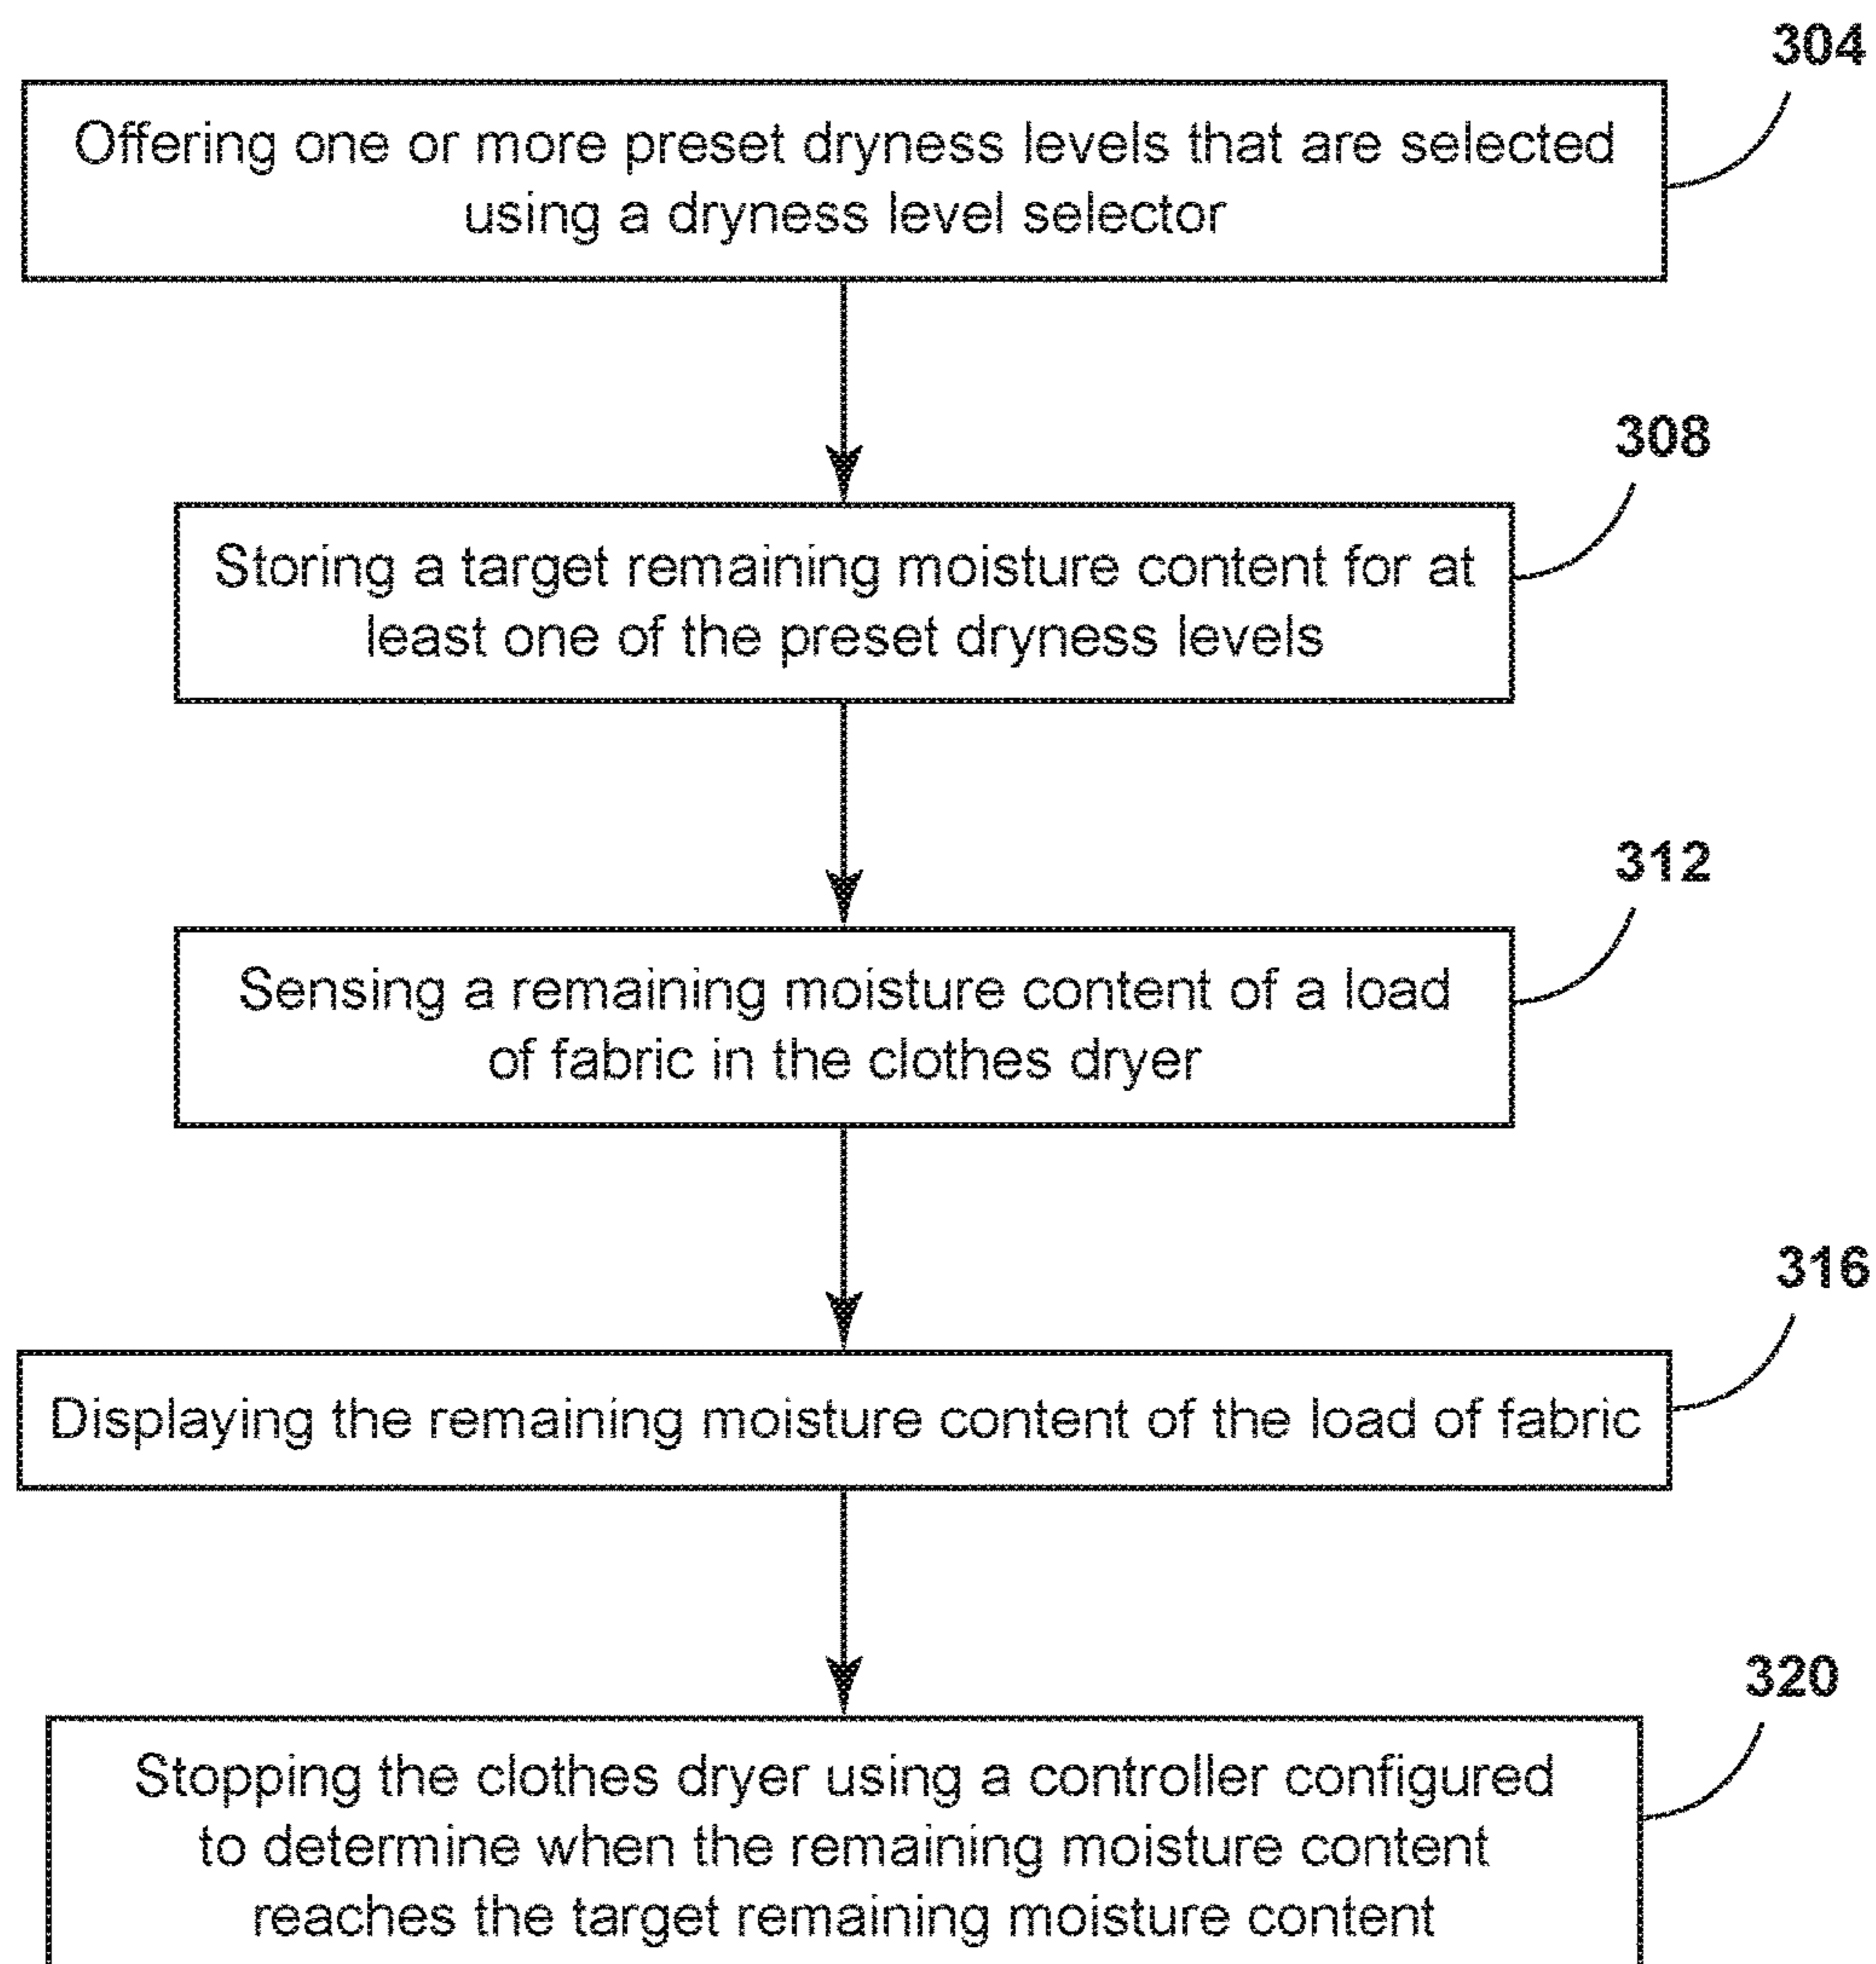 304
Offering one or more preset dryness levels that are selected
using a dryness level selector
308
Storing a target remaining moisture content for at
least one of the preset dryness levels
312
Sensing a remaining moisture content of a load
of fabric in the clothes dryer
316
Displaying the remaining moisture content of the load of fabric
320
Stopping the clothes dryer using a controller configured
to determine when the remaining moisture content
reaches the target remaining moisture content